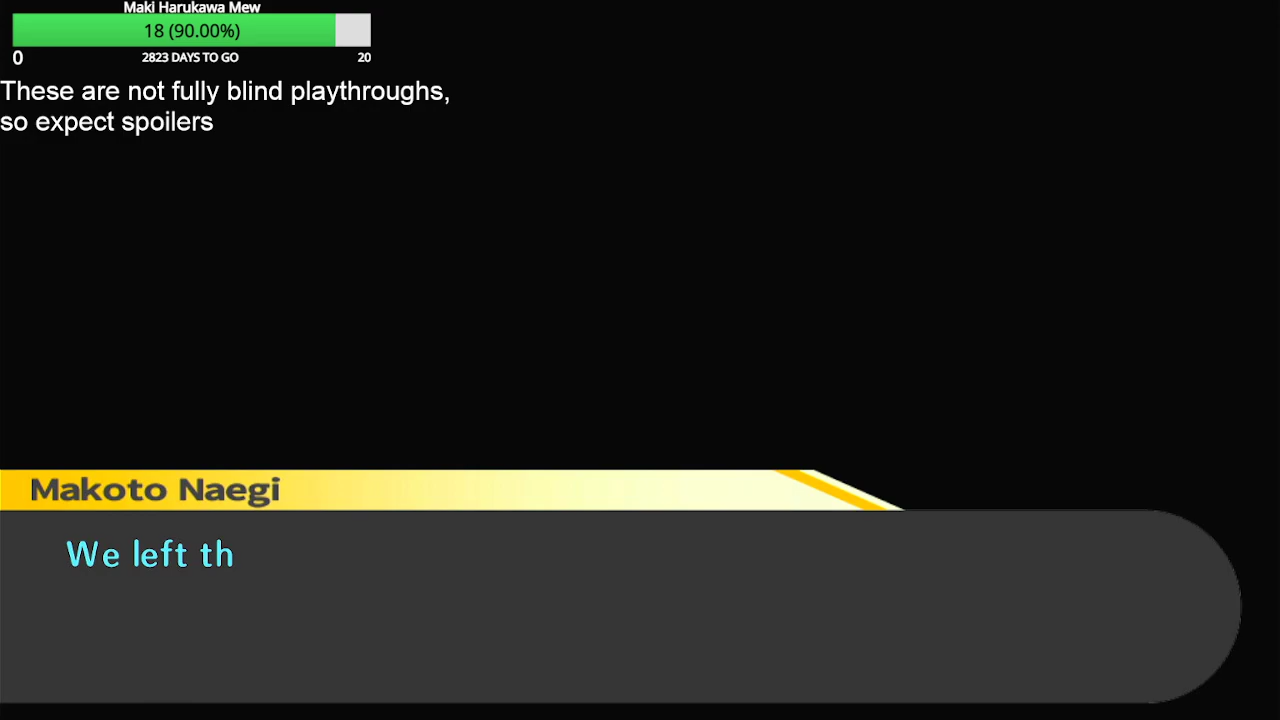 Maki Harukawa Mew
18 (90.00%)
0 2823 DAYS TO GO 20
These are not fully blind playthroughs,
so expect spoilers
Makoto Naegi
We left th